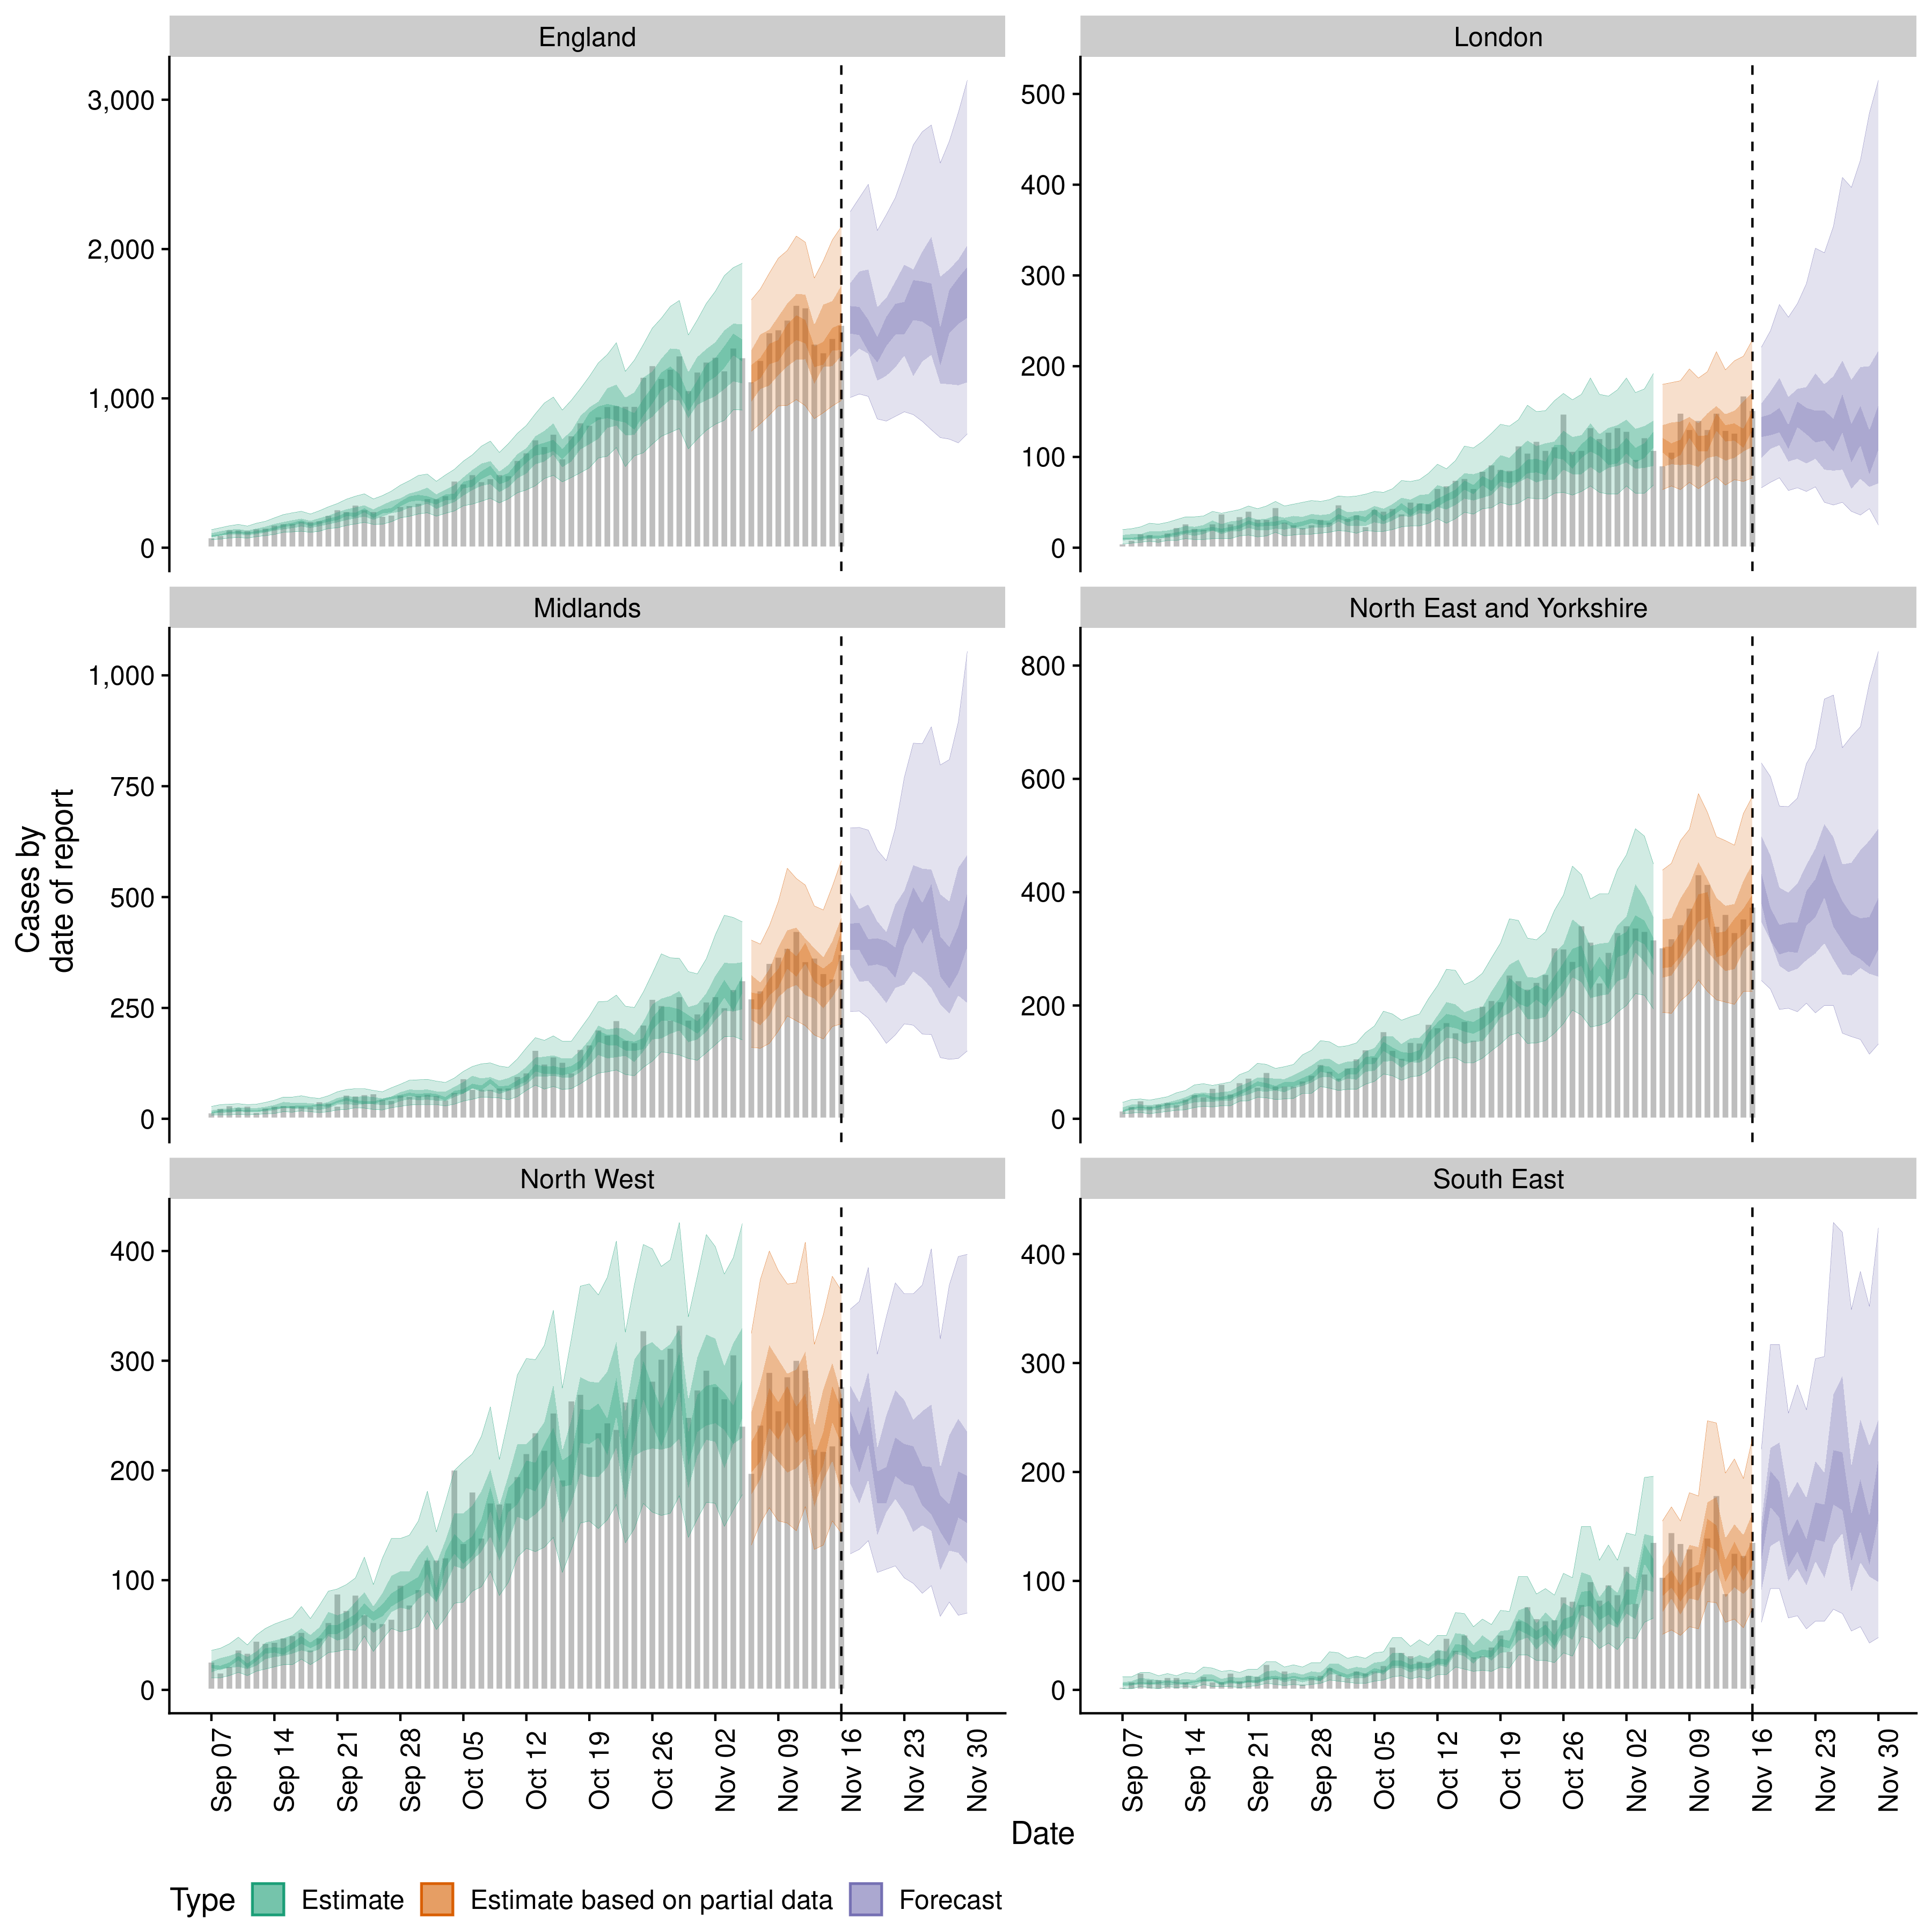 England
London
3,000
2,000
1,000
0
500
400
300
200
100
0
Midlands
North East and Yorkshire
1,000
750
500
250
0
800
600
400
200
0
Cases by
date of report
North West
South East
400
300
200
100
0
400
300
200
100
0
Sep 07
Sep 14
Sep 21
Sep 28
Oct 05
Oct 12
Oct 19
Oct 26
Nov 02
Nov 09
Nov 16
Nov 23
Nov 30
Sep 07
Sep 14
Sep 21
Sep 28
Oct 05
Oct 12
Oct 19
Oct 26
Nov 02
Nov 09
Nov 16
Nov 23
Nov 30
Date
Type Estimate Estimate based on partial data Forecast